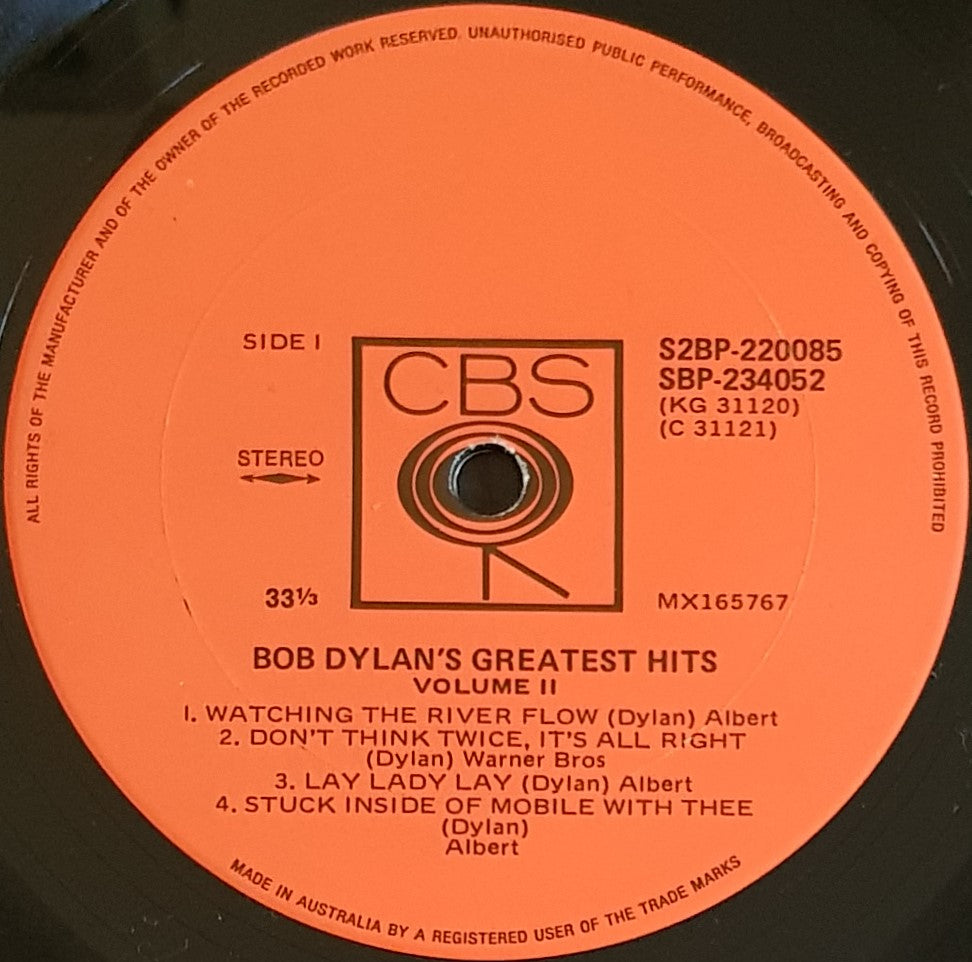 ALL RIGHTS OF THE MANUFACTURER AND OF THE OWNER OF THE RECORDED WORK RESERVED. UNAUTHORISED PUBLIC PERFORMANCE, BROADCASTING AND COPYING OF THIS RECORD PROHIBITED
SIDE I
CBS
S2BP-220085
SBP-234052
(KG 31120)
(C 31121)
STEREO
33⅓
MX165767
BOB DYLAN'S GREATEST HITS
VOLUME II
1. WATCHING THE RIVER FLOW (Dylan) Albert
2. DON'T THINK TWICE, IT'S ALL RIGHT
(Dylan) Warner Bros
3. LAY LADY LAY (Dylan) Albert
4. STUCK INSIDE OF MOBILE WITH THEE
(Dylan)
Albert
MADE IN AUSTRALIA BY A REGISTERED USER OF THE TRADE MARKS